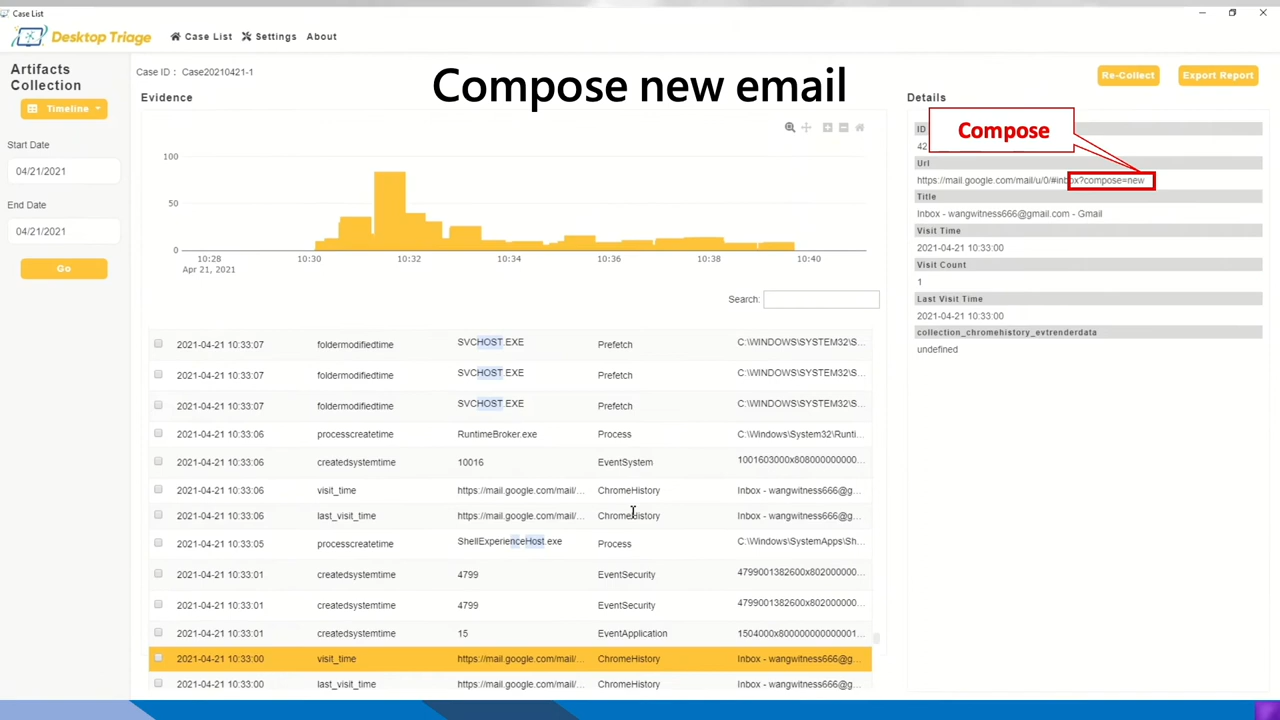 Case List
Desktop Triage
Case List Settings About
Artifacts
Collection
Timeline
Start Date
04/21/2021
End Date
04/21/2021
Go
Case ID : Case20210421-1
Compose new email
Re-Collect
Export Report
Evidence
100
50
0
10:28 10:30 10:32 10:34 10:36 10:38 10:40
Apr 21, 2021
Search:
2021-04-21 10:33:07 foldermodifiedtime SVCHOST.EXE Prefetch C:\WINDOWS\SYSTEM32\S...
2021-04-21 10:33:07 foldermodifiedtime SVCHOST.EXE Prefetch C:\WINDOWS\SYSTEM32\S...
2021-04-21 10:33:07 foldermodifiedtime SVCHOST.EXE Prefetch C:\WINDOWS\SYSTEM32\S...
2021-04-21 10:33:06 processcreatetime RuntimeBroker.exe Process C:\Windows\System32\Runti...
2021-04-21 10:33:06 createdsystemtime 10016 EventSystem 1001603000x808000000000...
2021-04-21 10:33:06 visit_time https://mail.google.com/mail/... ChromeHistory Inbox - wangwitness666@g...
2021-04-21 10:33:06 last_visit_time https://mail.google.com/mail/... ChromeHistory Inbox - wangwitness666@g...
2021-04-21 10:33:05 processcreatetime ShellExperienceHost.exe Process C:\Windows\SystemApps\Sh...
2021-04-21 10:33:01 createdsystemtime 4799 EventSecurity 4799001382600x802000000...
2021-04-21 10:33:01 createdsystemtime 4799 EventSecurity 4799001382600x802000000...
2021-04-21 10:33:01 createdsystemtime 15 EventApplication 1504000x800000000000001...
2021-04-21 10:33:00 visit_time https://mail.google.com/mail/... ChromeHistory Inbox - wangwitness666@g...
2021-04-21 10:33:00 last_visit_time https://mail.google.com/mail/... ChromeHistory Inbox - wangwitness666@g...
Details
Compose
ID
42
Url
https://mail.google.com/mail/u/0/#inbox?compose=new
Title
Inbox - wangwitness666@gmail.com - Gmail
Visit Time
2021-04-21 10:33:00
Visit Count
1
Last Visit Time
2021-04-21 10:33:00
collection_chromehistory_evtrenderdata
undefined